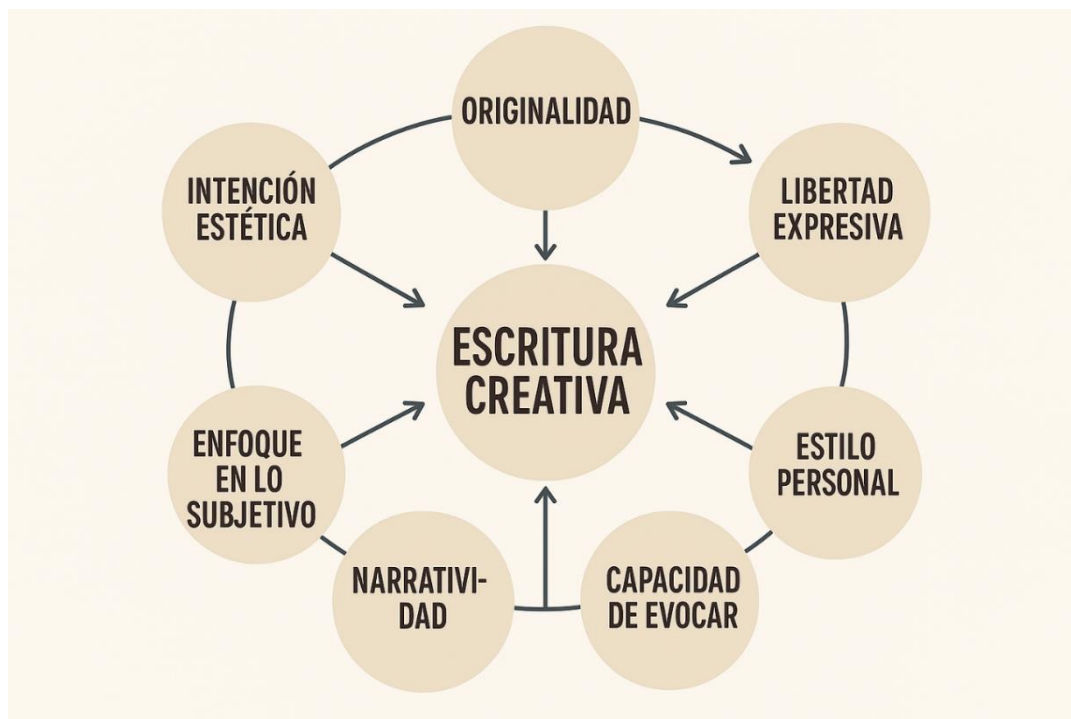 ORIGINALIDAD
INTENCIÓN
ESTÉTICA
LIBERTAD
EXPRESIVA
ESCRITURA
CREATIVA
ENFOQUE
EN LO
SUBJETIVO
ESTILO
PERSONAL
NARRATIVI-
DAD
CAPACIDAD
DE EVOCAR